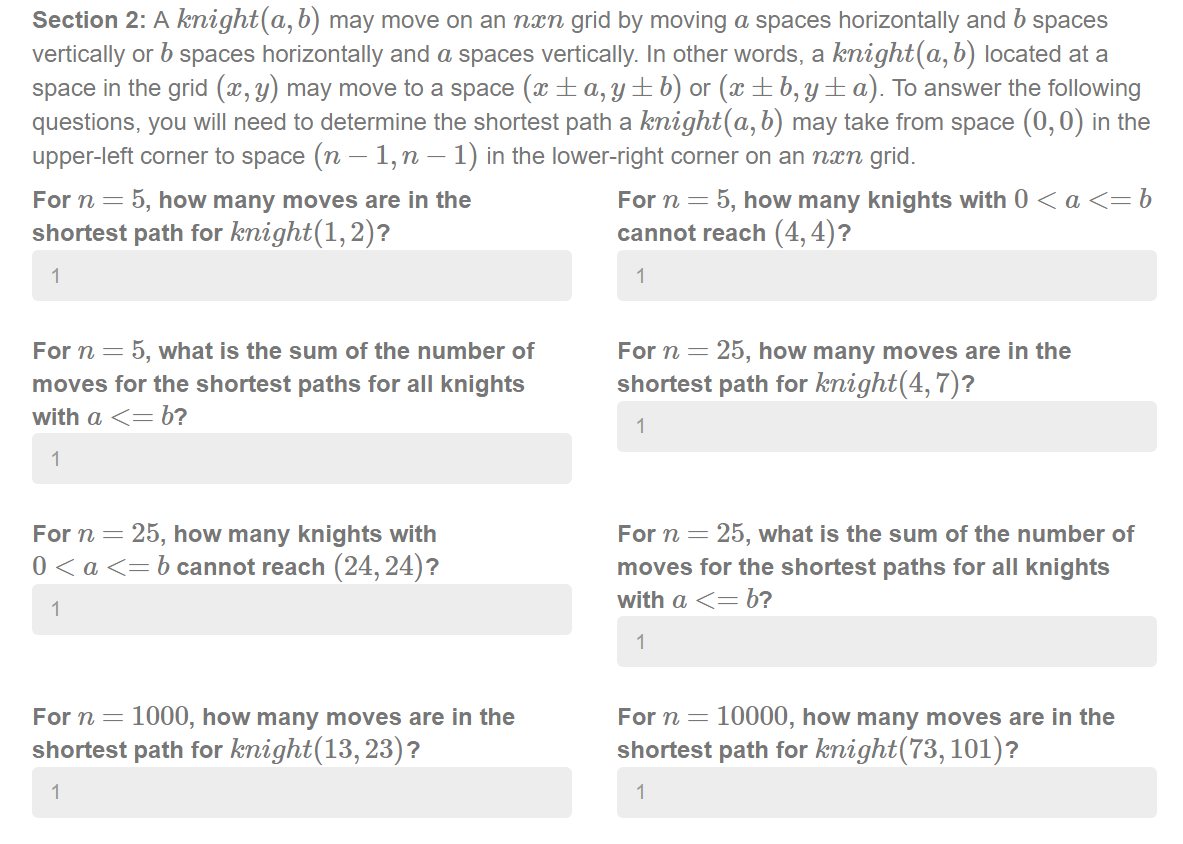 Section 2: A knight(a, b) may move on an nxn grid by moving a spaces horizontally and b spaces
vertically or b spaces horizontally and a spaces vertically. In other words, a knight(a, b) located at a
space in the grid (x, y) may move to a space (x ± a, y ± b) or (x ± b, y ± a). To answer the following
questions, you will need to determine the shortest path a knight(a, b) may take from space (0, 0) in the
upper-left corner to space (n − 1, n − 1) in the lower-right corner on an nxn grid.
For n = 5, how many moves are in the
shortest path for knight(1, 2)?
1
For n = 5, how many knights with 0 < a <= b
cannot reach (4, 4)?
1
For n = 5, what is the sum of the number of
moves for the shortest paths for all knights
with a <= b?
1
For n = 25, how many moves are in the
shortest path for knight(4, 7)?
1
For n = 25, how many knights with
0 < a <= b cannot reach (24, 24)?
1
For n = 25, what is the sum of the number of
moves for the shortest paths for all knights
with a <= b?
1
For n = 1000, how many moves are in the
shortest path for knight(13, 23)?
1
For n = 10000, how many moves are in the
shortest path for knight(73, 101)?
1